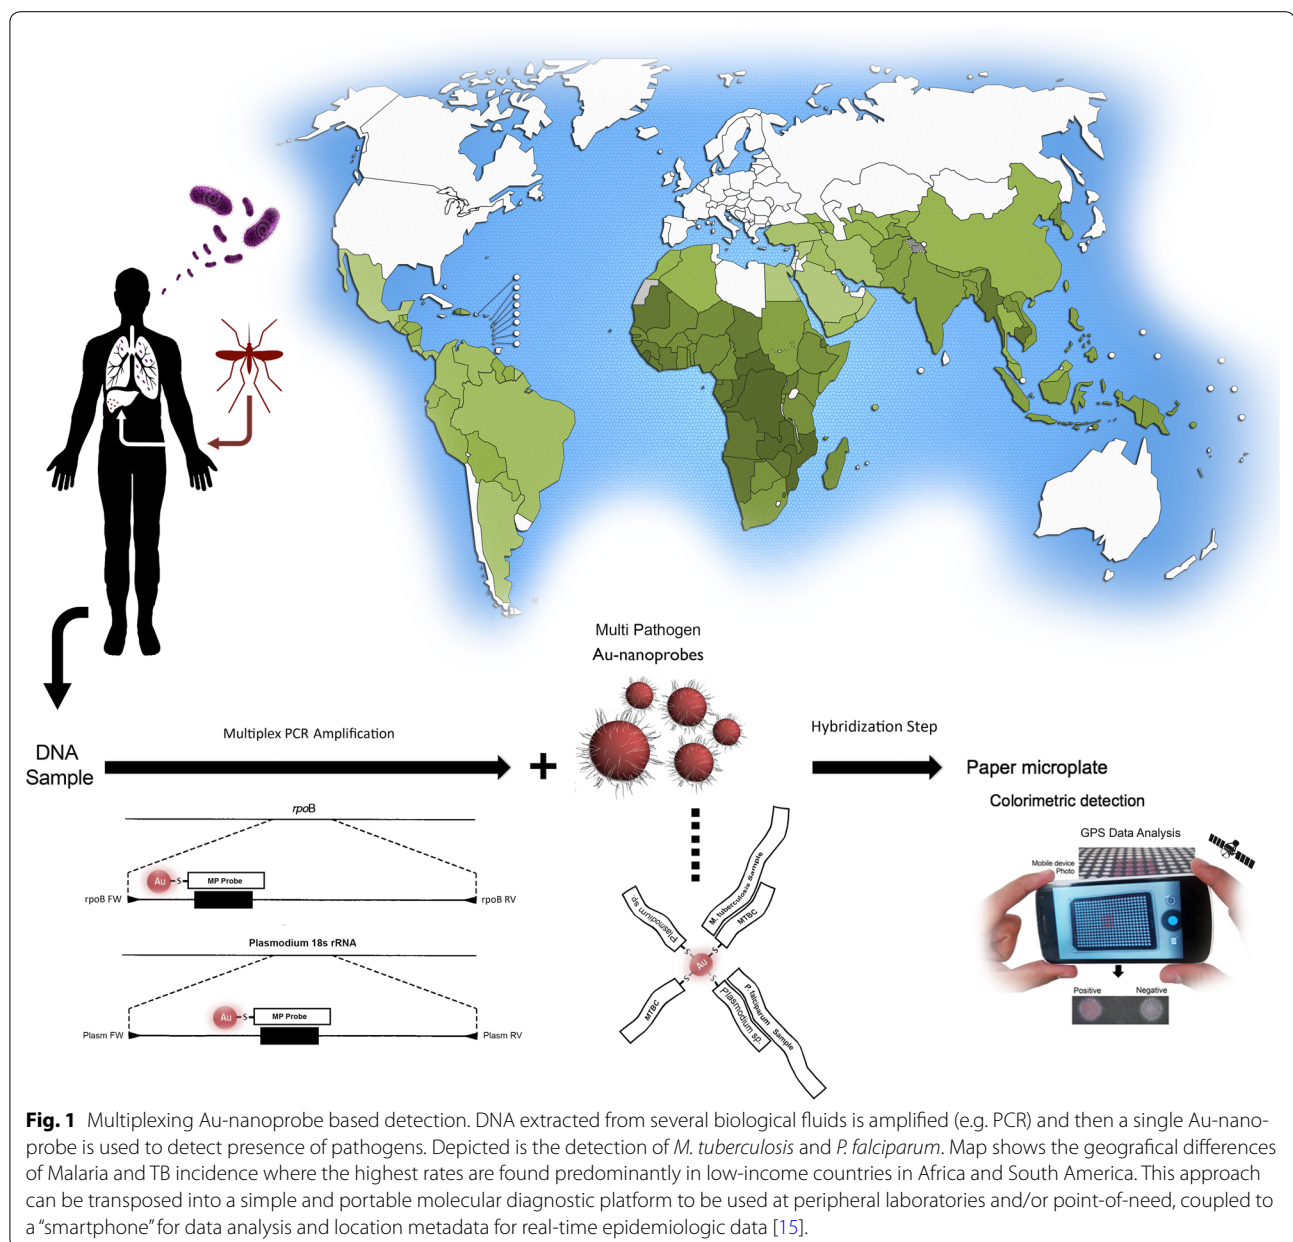 Multi Pathogen
Au-nanoprobes
Multiplex PCR Amplification
Hybridization Step
DNA
Sample
+
Paper microplate
Colorimetric detection
GPS Data Analysis
Mobile device
Photo
Positive
Negative
rpoB
Au
S
MP Probe
rpoB FW
rpoB RV
Plasmodium 18s rRNA
Au
S
MP Probe
Plasm FW
Plasm RV
M. tuberculosis Sample
MTBC
Plasmodium sp
S
S
Au
S
S
MTBC
Plasmodium sp.
P. falciparum Sample
Fig. 1 Multiplexing Au-nanoprobe based detection. DNA extracted from several biological fluids is amplified (e.g. PCR) and then a single Au-nano-
probe is used to detect presence of pathogens. Depicted is the detection of M. tuberculosis and P. falciparum. Map shows the geografical differences
of Malaria and TB incidence where the highest rates are found predominantly in low-income countries in Africa and South America. This approach
can be transposed into a simple and portable molecular diagnostic platform to be used at peripheral laboratories and/or point-of-need, coupled to
a “smartphone” for data analysis and location metadata for real-time epidemiologic data [15].